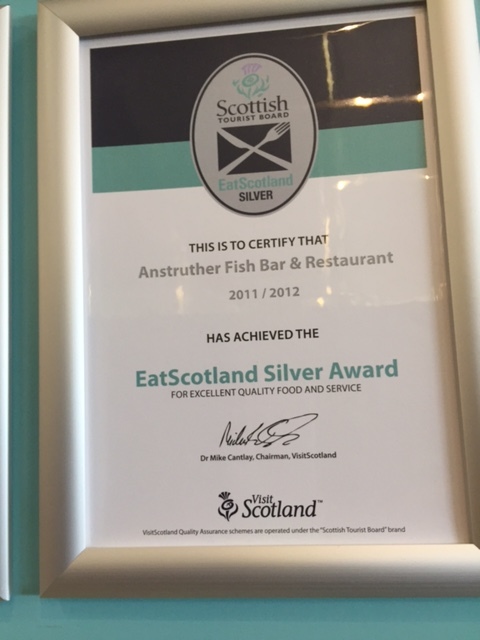 Scottish
TOURIST BOARD
EatScotland
SILVER
THIS IS TO CERTIFY THAT
Anstruther Fish Bar & Restaurant
2011 / 2012
HAS ACHIEVED THE
EatScotland Silver Award
FOR EXCELLENT QUALITY FOOD AND SERVICE
Dr Mike Cantlay, Chairman, VisitScotland
Visit
Scotland™
VisitScotland Quality Assurance schemes are operated under the "Scottish Tourist Board" brand